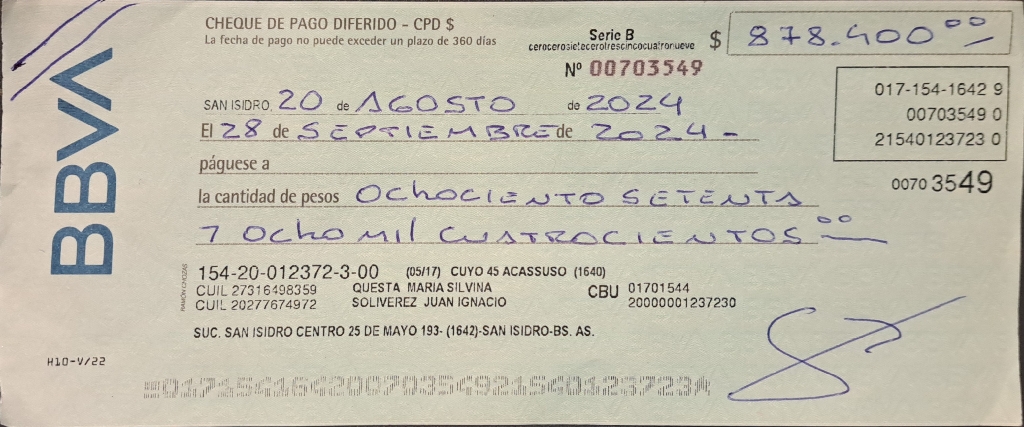 BBVA
CHEQUE DE PAGO DIFERIDO - CPD $
La fecha de pago no puede exceder un plazo de 360 días
Serie B
cerocerosietecerotrescincocuatronueve
$ 878.400 00
Nº 00703549
017-154-1642 9
00703549 0
21540123723 0
0070 3549
SAN ISIDRO, 20 de AGOSTO de 2024
El 28 de SEPTIEMBRE de 2024 -
páguese a
la cantidad de pesos OCHOCIENTO SETENTA
Y OCHO MIL CUATROCIENTOS 00
154-20-012372-3-00 (05/17) CUYO 45 ACASSUSO (1640)
CUIL 27316498359 QUESTA MARIA SILVINA
CUIL 20277674972 SOLIVEREZ JUAN IGNACIO
CBU 01701544
20000001237230
SUC. SAN ISIDRO CENTRO 25 DE MAYO 193- (1642)-SAN ISIDRO-BS. AS.
H10-V/22